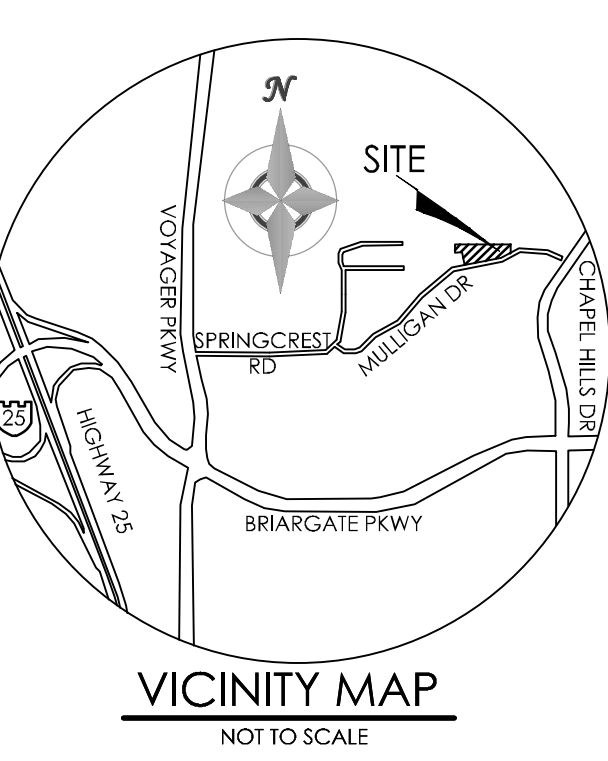 N
SITE
VOYAGER PKWY
SPRINGCREST
RD
MULLIGAN DR
CHAPEL HILLS DR
25
HIGHWAY 25
BRIARGATE PKWY
VICINITY MAP
NOT TO SCALE